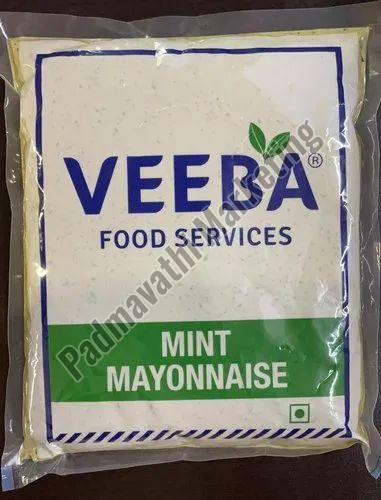 VEEBA®
FOOD SERVICES
Padmavathi Marketing
MINT
MAYONNAISE